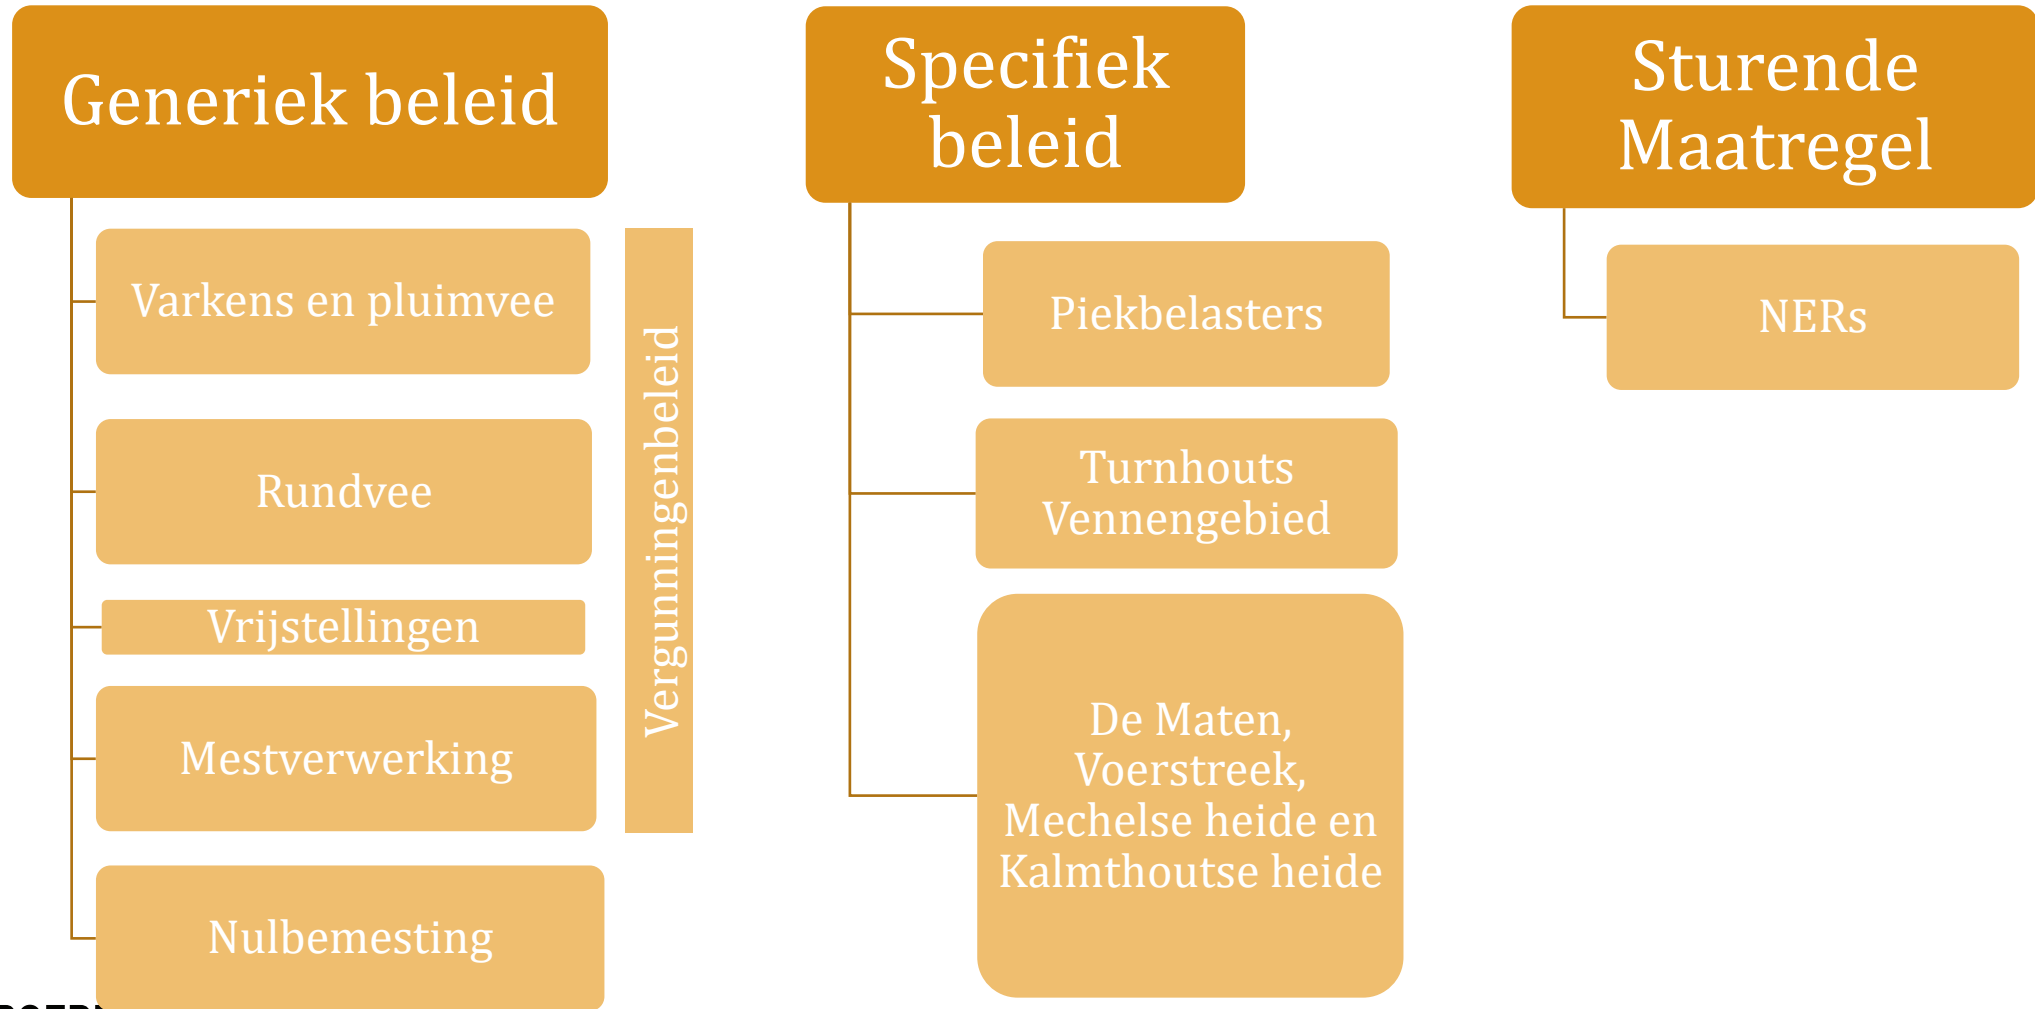 Generiek beleid
Varkens en pluimvee
Rundvee
Vrijstellingen
Mestverwerking
Nulbemesting
Vergunningenbeleid
Specifiek
beleid
Piekbelasters
Turnhouts
Vennengebied
De Maten,
Voerstreek,
Mechelse heide en
Kalmthoutse heide
Sturende
Maatregel
NERs